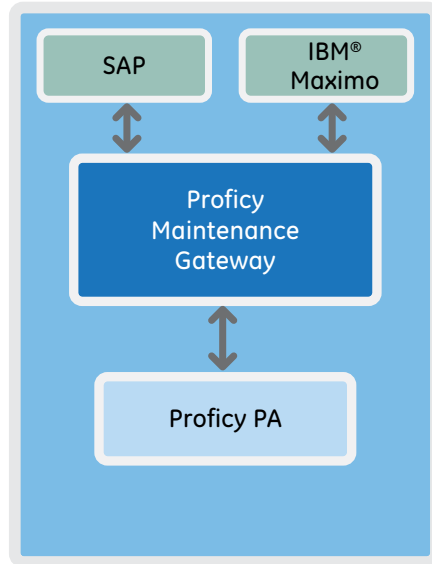 SAP
IBM®
Maximo
Proficy
Maintenance
Gateway
Proficy PA